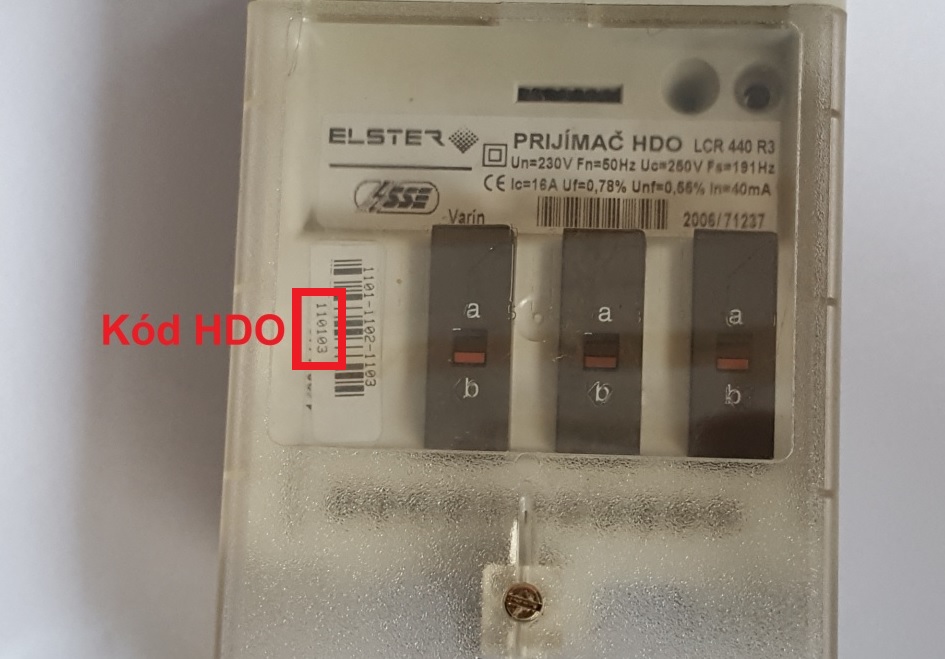 ELSTER
PRIJÍMAČ HDO LCR 440 R3
Un=230V Fn=50Hz Uc=250V Fs=191Hz
CE Ic=16A Uf=0,78% Unf=0,55% In=40mA
SSE
Varín
2006/71237
1101-1102-1103
110103
Kód HDO
a
b
a
b
a
b